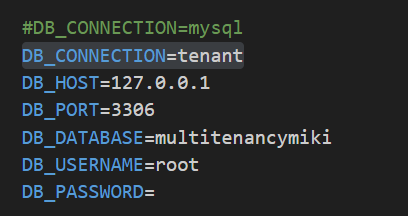 #DB_CONNECTION=mysql
DB_CONNECTION=tenant
DB_HOST=127.0.0.1
DB_PORT=3306
DB_DATABASE=multitenancymiki
DB_USERNAME=root
DB_PASSWORD=